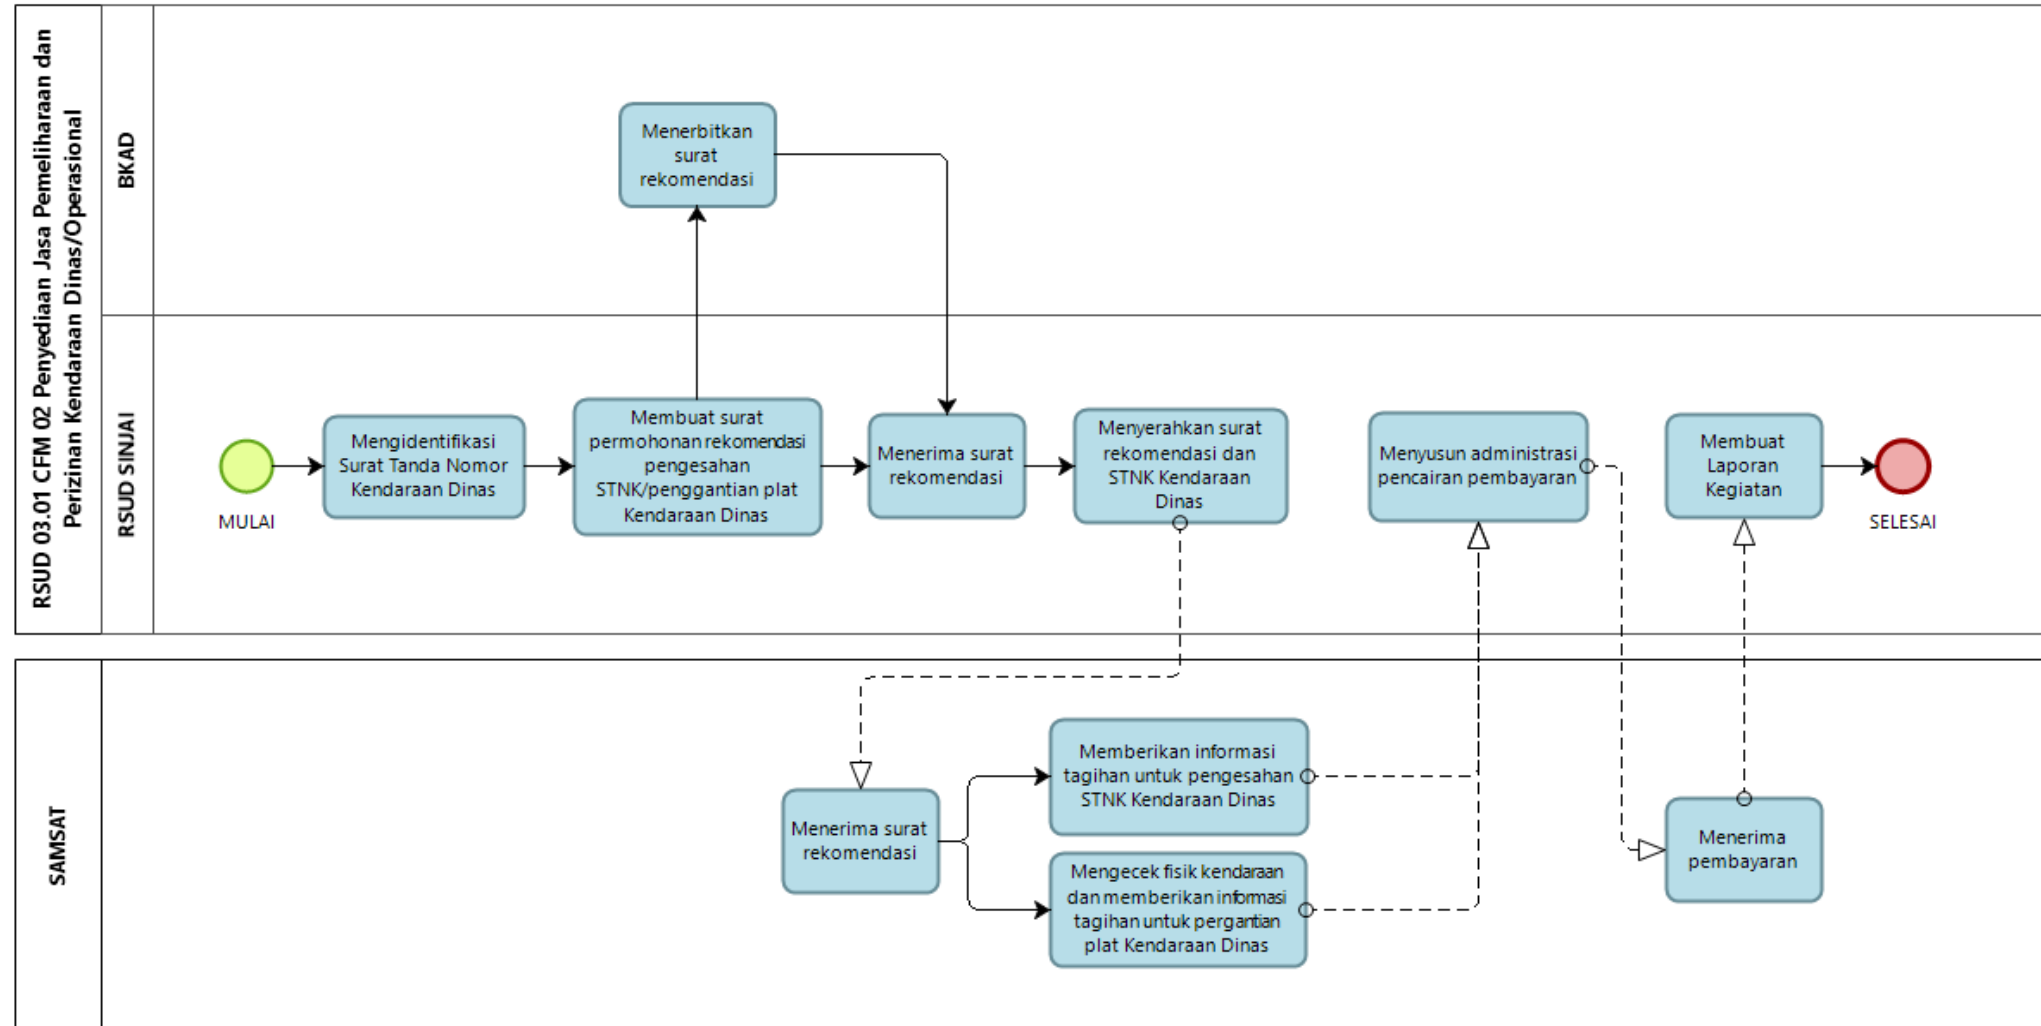 RSUD 03.01 CFM 02 Penyediaan Jasa Pemeliharaan dan
Perizinan Kendaraan Dinas/Operasional
BKAD
Menerbitkan
surat
rekomendasi
RSUD SINJAI
MULAI
Mengidentifikasi
Surat Tanda Nomor
Kendaraan Dinas
Membuat surat
permohonan rekomendasi
pengesahan
STNK/penggantian plat
Kendaraan Dinas
Menerima surat
rekomendasi
Menyerahkan surat
rekomendasi dan
STNK Kendaraan
Dinas
Menyusun administrasi
pencairan pembayaran
Membuat
Laporan
Kegiatan
SELESAI
SAMSAT
Menerima surat
rekomendasi
Memberikan informasi
tagihan untuk pengesahan
STNK Kendaraan Dinas
Mengecek fisik kendaraan
dan memberikan informasi
tagihan untuk pergantian
plat Kendaraan Dinas
Menerima
pembayaran